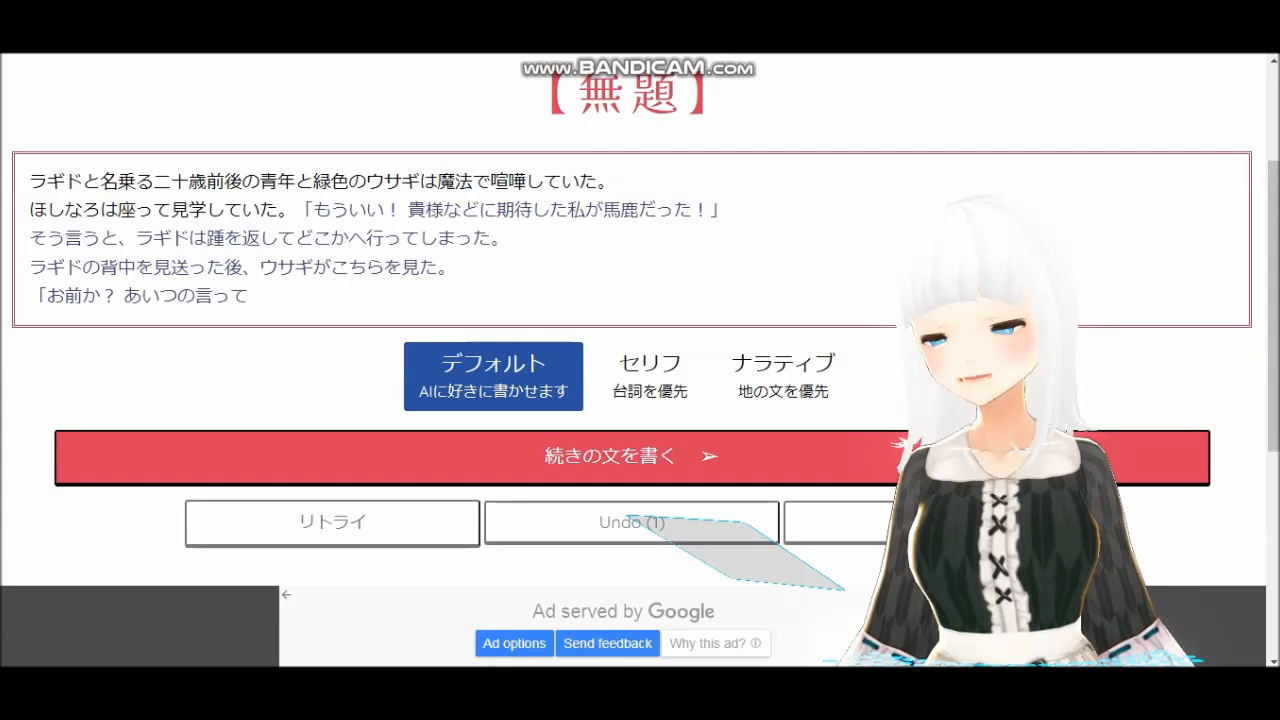 www.BANDICAM.com
【無題】
ラギドと名乗る二十歳前後の青年と緑色のウサギは魔法で喧嘩していた。
ほしなろは座って見学していた。「もういい！ 貴様などに期待した私が馬鹿だった！」
そう言うと、ラギドは踵を返してどこかへ行ってしまった。
ラギドの背中を見送った後、ウサギがこちらを見た。
「お前か？ あいつの言って
デフォルト セリフ ナラティブ
AIに好きに書かせます 台詞を優先 地の文を優先
続きの文を書く ➢
リトライ Undo (1)
Ad served by Google
Ad options Send feedback Why this ad?